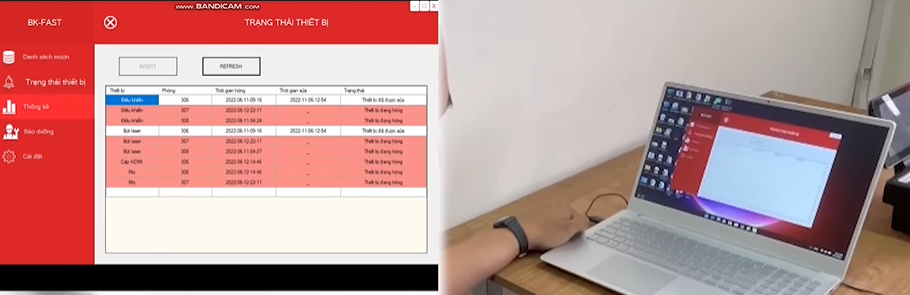 www.BANDICAM.com
BK-FAST
TRẠNG THÁI THIẾT BỊ
Danh sách mượn
Trạng thái thiết bị
Thống kê
Bảo dưỡng
Cài đặt
INSERT
REFRESH
Thiết bị Phòng Thời gian hỏng Thời gian sửa Trạng thái
Điều khiển 306 2022-06-11-09-16 2022-06-11-12-54 Thiết bị đã được sửa
Điều khiển 307 2022-06-12-22-11 _ Thiết bị đang hỏng
Điều khiển 308 2022-06-11-04-24 _ Thiết bị đang hỏng
Bút laser 306 2022-06-11-09-16 2022-06-11-12-54 Thiết bị đã được sửa
Bút laser 307 2022-06-12-22-11 _ Thiết bị đang hỏng
Bút laser 308 2022-06-11-04-27 _ Thiết bị đang hỏng
Cáp HDMI 306 2022-06-12-14-46 _ Thiết bị đang hỏng
Mic 306 2022-06-12-14-46 _ Thiết bị đang hỏng
Mic 307 2022-06-12-22-11 _ Thiết bị đang hỏng
TRẠNG THÁI THIẾT BỊ